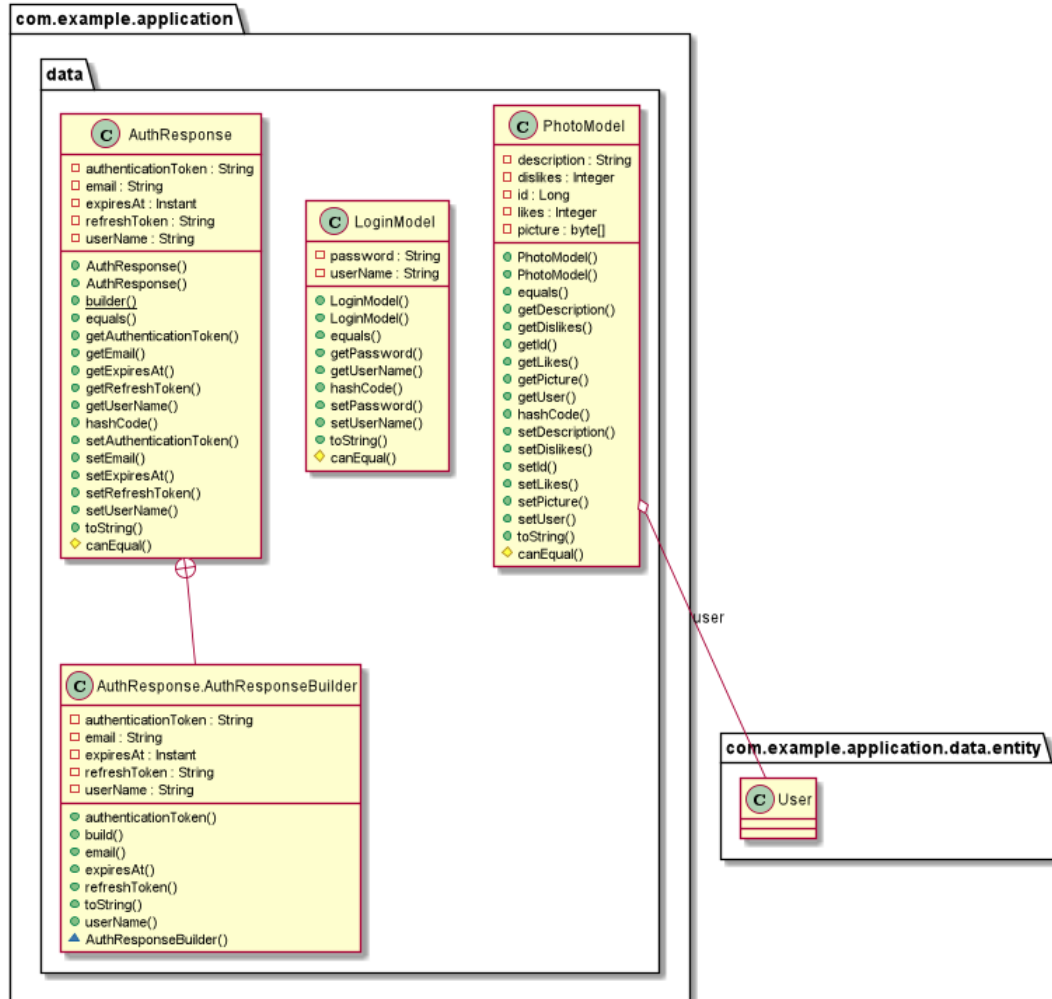 com.example.application
data
C AuthResponse
authenticationToken : String
email : String
expiresAt : Instant
refreshToken : String
userName : String
AuthResponse()
AuthResponse()
builder()
equals()
getAuthenticationToken()
getEmail()
getExpiresAt()
getRefreshToken()
getUserName()
hashCode()
setAuthenticationToken()
setEmail()
setExpiresAt()
setRefreshToken()
setUserName()
toString()
canEqual()
C LoginModel
password : String
userName : String
LoginModel()
LoginModel()
equals()
getPassword()
getUserName()
hashCode()
setPassword()
setUserName()
toString()
canEqual()
C PhotoModel
description : String
dislikes : Integer
id : Long
likes : Integer
picture : byte[]
PhotoModel()
PhotoModel()
equals()
getDescription()
getDislikes()
getId()
getLikes()
getPicture()
getUser()
hashCode()
setDescription()
setDislikes()
setId()
setLikes()
setPicture()
setUser()
toString()
canEqual()
user
C AuthResponse.AuthResponseBuilder
authenticationToken : String
email : String
expiresAt : Instant
refreshToken : String
userName : String
authenticationToken()
build()
email()
expiresAt()
refreshToken()
toString()
userName()
AuthResponseBuilder()
com.example.application.data.entity
C User